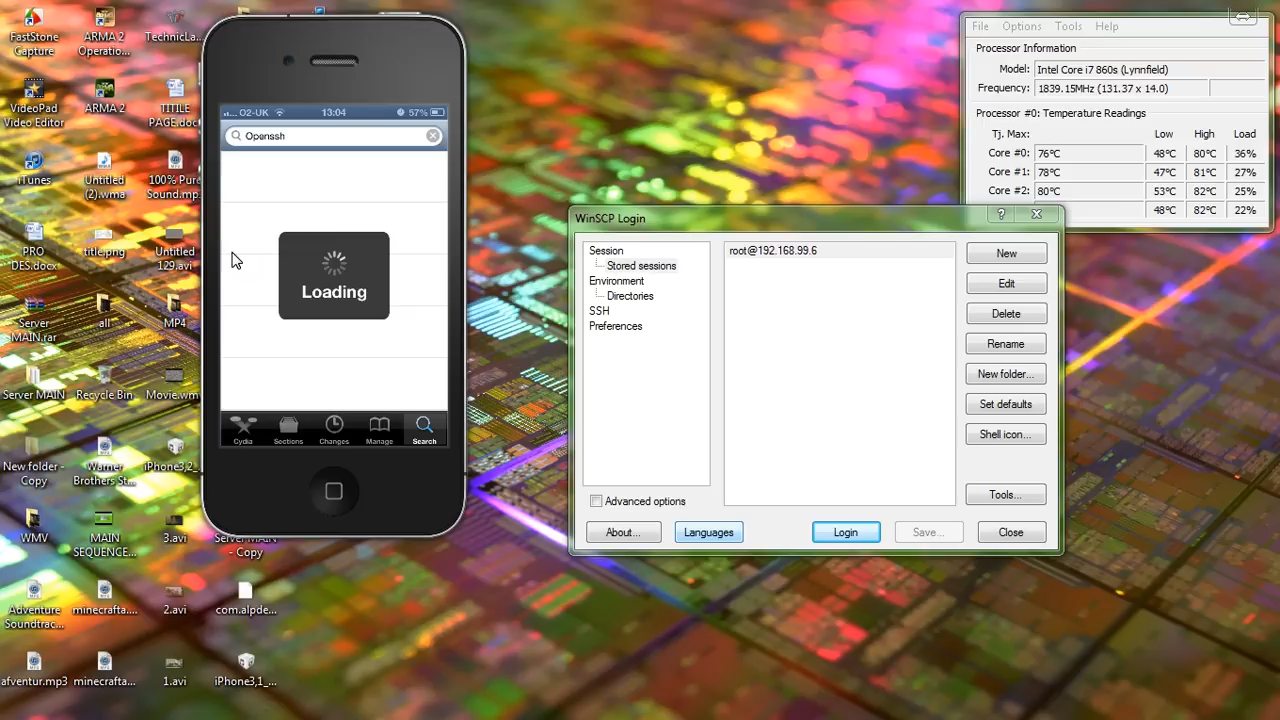 FastStone
Capture
ARMA 2
Operatio...
TechnicLa...
VideoPad
Video Editor
ARMA 2
TITILE
PAGE.doc
iTunes
Untitled
(2).wma
100% Pure
Sound.mp
PRO
DES.docx
title.png
Untitled
129.avi
Server
MAIN.rar
all
MP4
Server MAIN
Recycle Bin
Movie.wm
New folder -
Copy
Warner
Brothers St...
iPhone3,2_
WMV
MAIN
SEQUENCE...
3.avi
Server MAIN
- Copy
Adventure
Soundtrac...
minecrafta...
2.avi
com.alpde...
afventur.mp3
minecrafta...
1.avi
iPhone3,1_...
O2-UK
13:04
57%
Openssh
Loading
Cydia
Sections
Changes
Manage
Search
File Options Tools Help
Processor Information
Model: Intel Core i7 860s (Lynnfield)
Frequency: 1839.15MHz (131.37 x 14.0)
Processor #0: Temperature Readings
Tj. Max: Low High Load
Core #0: 76°C 48°C 80°C 36%
Core #1: 78°C 47°C 81°C 27%
Core #2: 80°C 53°C 82°C 25%
48°C 82°C 22%
WinSCP Login
?
Session
Stored sessions
Environment
Directories
SSH
Preferences
root@192.168.99.6
New
Edit
Delete
Rename
New folder...
Set defaults
Shell icon...
Tools...
Advanced options
About...
Languages
Login
Save...
Close